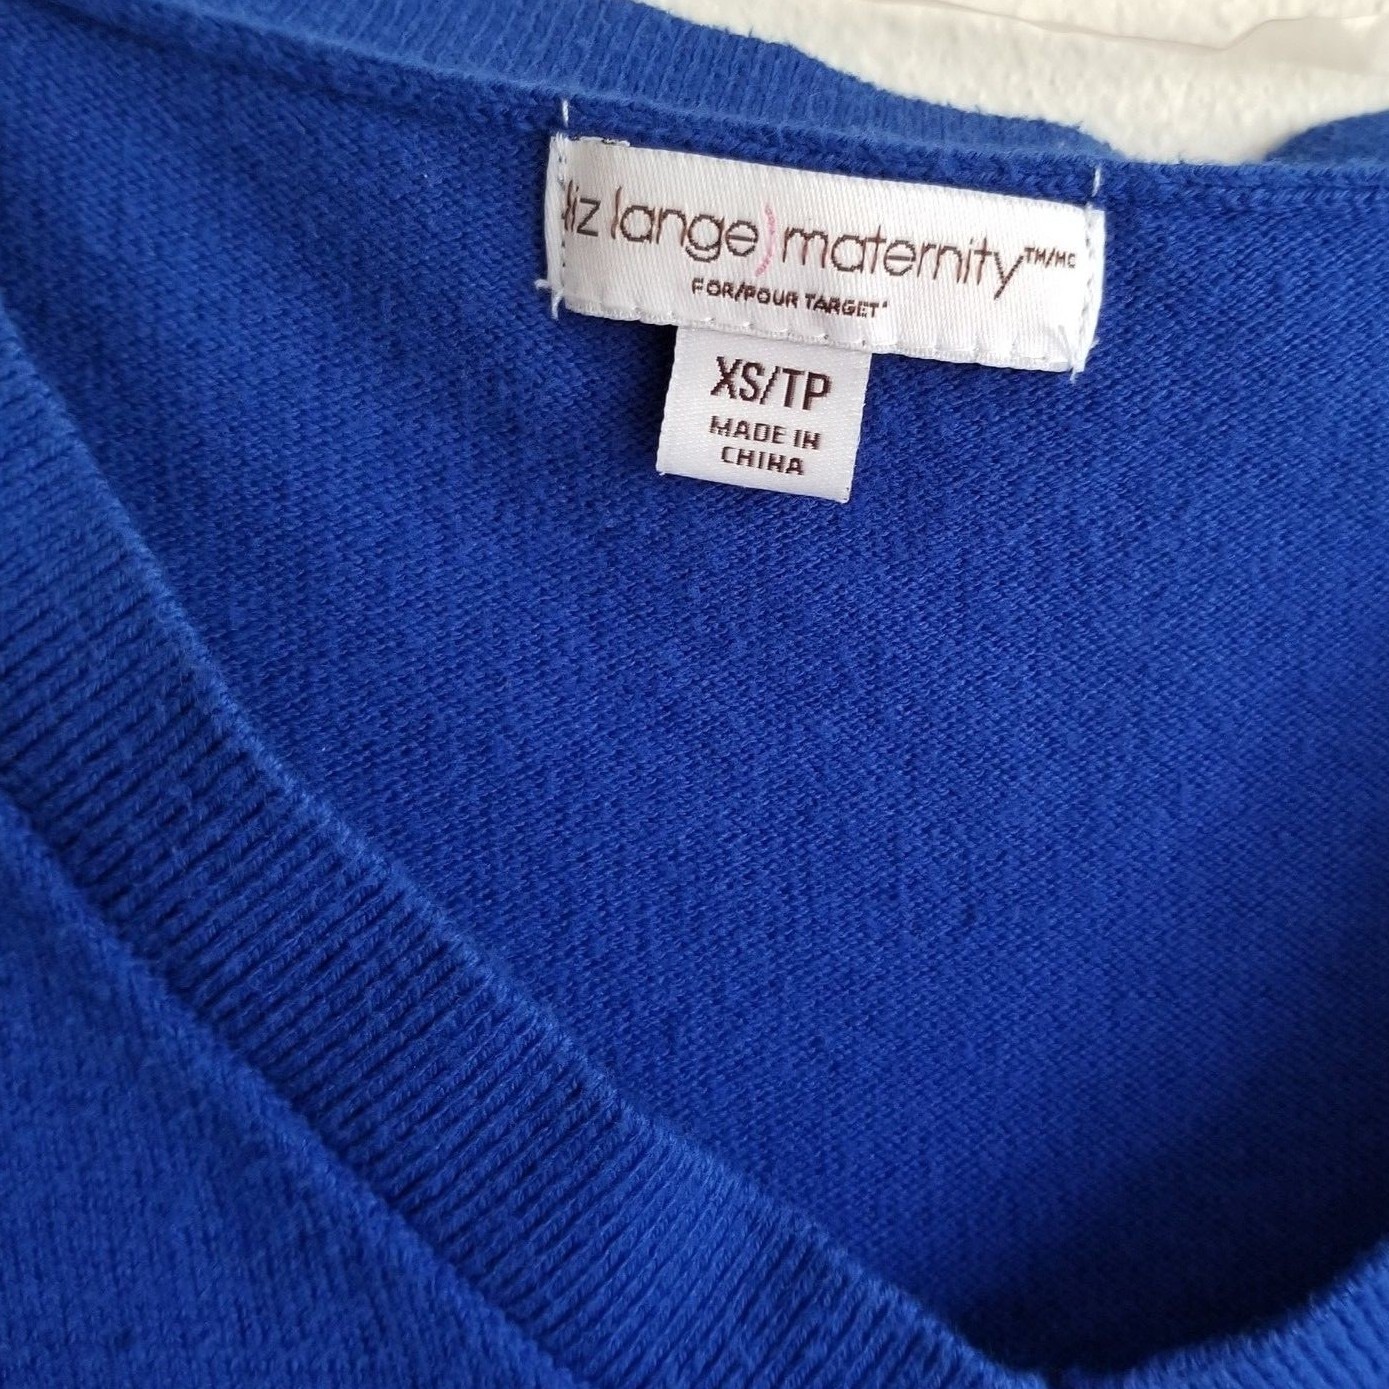 liz lange) maternity™/MC
FOR/POUR TARGET*
XS/TP
MADE IN
CHINA